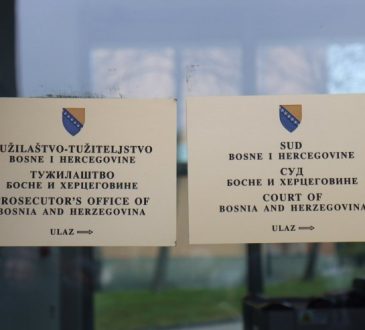 UŽILAŠTVO-TUŽITELJSTVO
BOSNE I HERCEGOVINE
ТУЖИЛАШТВО
БОСНЕ И ХЕРЦЕГОВИНЕ
ROSECUTOR'S OFFICE OF
BOSNIA AND HERZEGOVINA
ULAZ ⇒
SUD
BOSNE I HERCEGOVINE
СУД
БОСНЕ И ХЕРЦЕГОВИНЕ
COURT OF
BOSNIA AND HERZEGOVINA
ULAZ ⇒